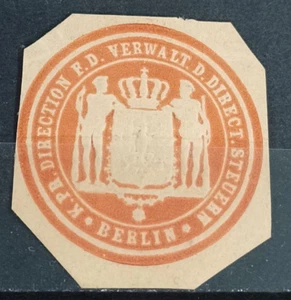 K. PR. DIRECTION F. D. VERWALT. D. DIRECT. STEUERN
* BERLIN *